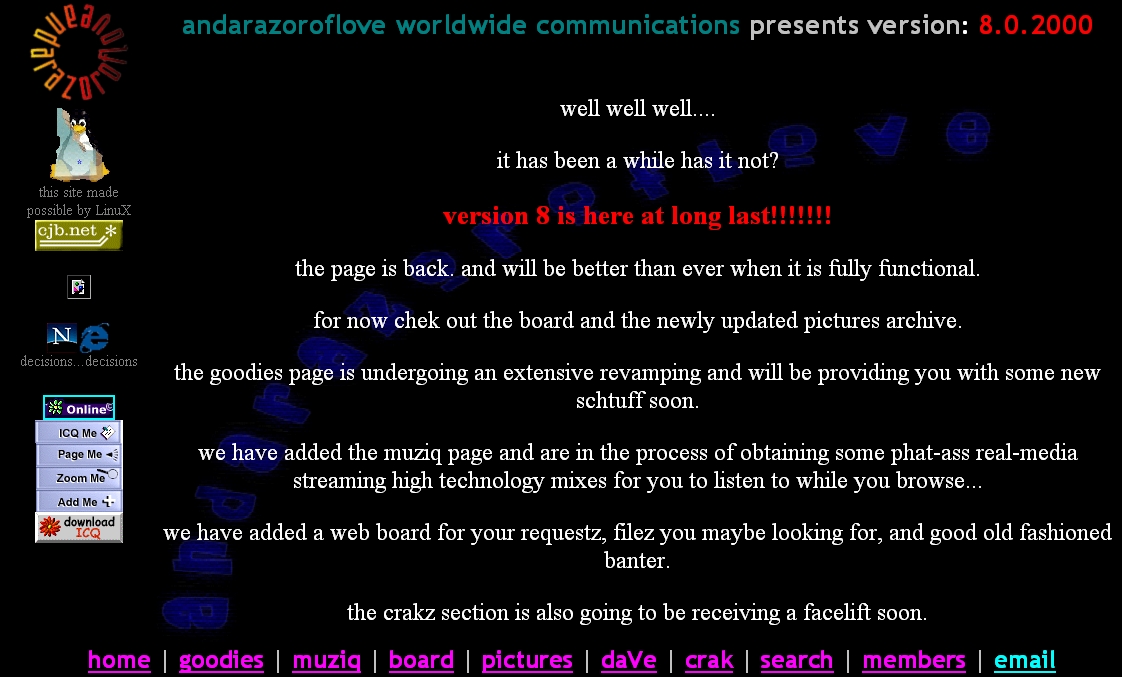 andarazoroflove worldwide communications presents version: 8.0.2000
andarazoroflove
well well well....
it has been a while has it not?
version 8 is here at long last!!!!!!!
the page is back. and will be better than ever when it is fully functional.
for now chek out the board and the newly updated pictures archive.
the goodies page is undergoing an extensive revamping and will be providing you with some new
schtuff soon.
we have added the muziq page and are in the process of obtaining some phat-ass real-media
streaming high technology mixes for you to listen to while you browse...
we have added a web board for your requestz, filez you maybe looking for, and good old fashioned
banter.
the crakz section is also going to be receiving a facelift soon.
andarazoroflove
this site made
possible by LinuX
cjb.net *
N e
decisions...decisions
Online
ICQ Me
Page Me
Zoom Me
Add Me
download
ICQ
home | goodies | muziq | board | pictures | daVe | crak | search | members | email